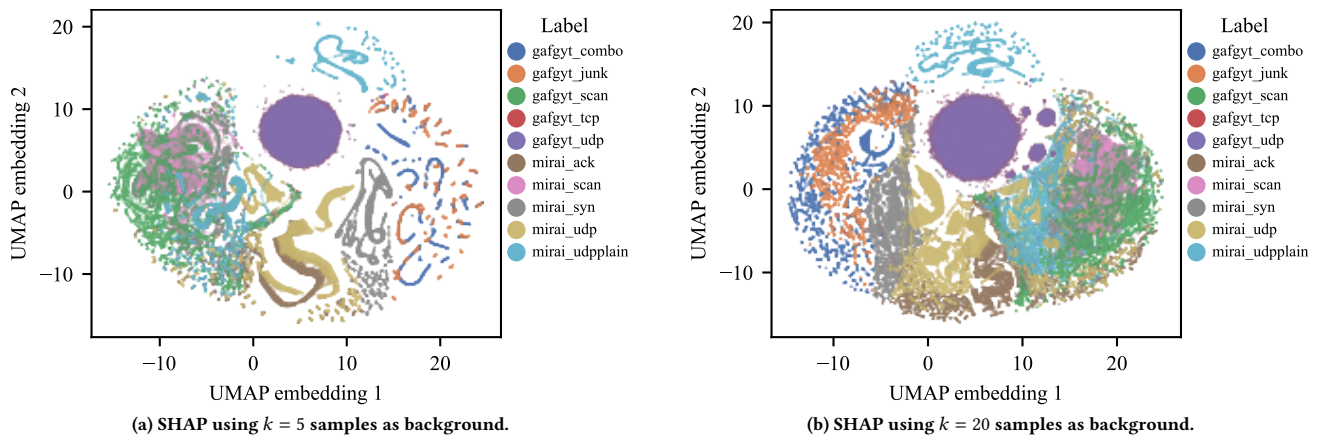 20
10
0
−10
UMAP embedding 2
−10
0
10
20
UMAP embedding 1
Label
gafgyt_combo
gafgyt_junk
gafgyt_scan
gafgyt_tcp
gafgyt_udp
mirai_ack
mirai_scan
mirai_syn
mirai_udp
mirai_udpplain
(a) SHAP using k = 5 samples as background.
20
10
0
−10
UMAP embedding 2
−10
0
10
20
UMAP embedding 1
Label
gafgyt_combo
gafgyt_junk
gafgyt_scan
gafgyt_tcp
gafgyt_udp
mirai_ack
mirai_scan
mirai_syn
mirai_udp
mirai_udpplain
(b) SHAP using k = 20 samples as background.